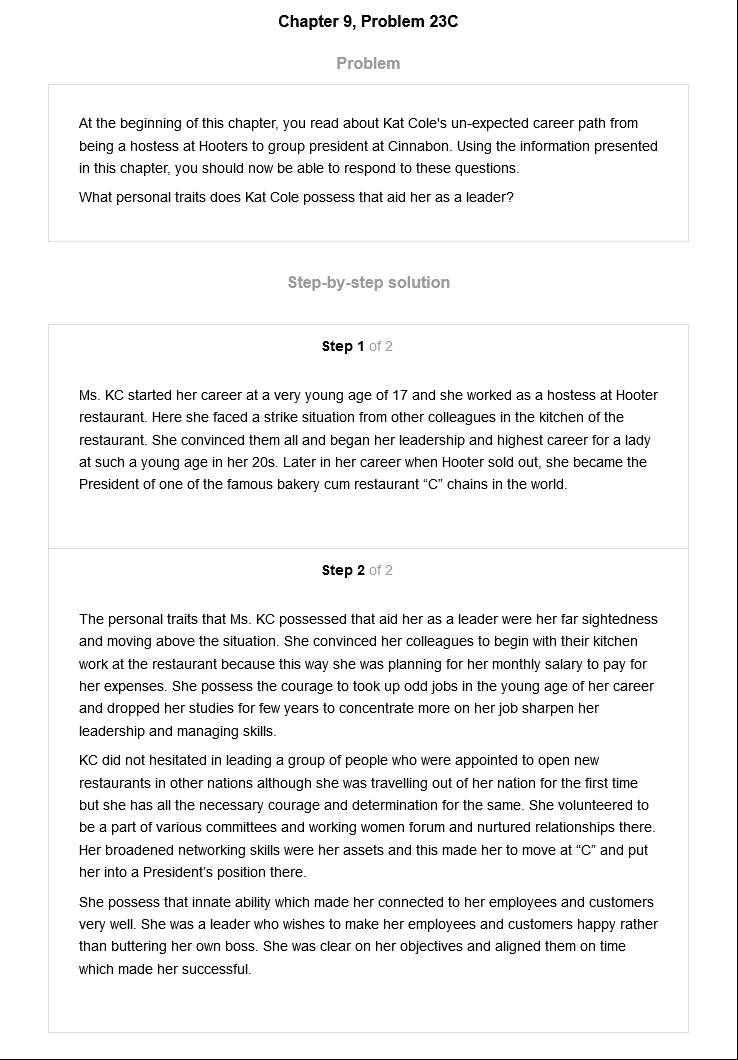 Chapter 9, Problem 23C
Problem
At the beginning of this chapter, you read about Kat Cole's un-expected career path from
being a hostess at Hooters to group president at Cinnabon. Using the information presented
in this chapter, you should now be able to respond to these questions.
What personal traits does Kat Cole possess that aid her as a leader?
Step-by-step solution
Step 1 of 2
Ms. KC started her career at a very young age of 17 and she worked as a hostess at Hooter
restaurant. Here she faced a strike situation from other colleagues in the kitchen of the
restaurant. She convinced them all and began her leadership and highest career for a lady
at such a young age in her 20s. Later in her career when Hooter sold out, she became the
President of one of the famous bakery cum restaurant “C” chains in the world.
Step 2 of 2
The personal traits that Ms. KC possessed that aid her as a leader were her far sightedness
and moving above the situation. She convinced her colleagues to begin with their kitchen
work at the restaurant because this way she was planning for her monthly salary to pay for
her expenses. She possess the courage to took up odd jobs in the young age of her career
and dropped her studies for few years to concentrate more on her job sharpen her
leadership and managing skills.
KC did not hesitated in leading a group of people who were appointed to open new
restaurants in other nations although she was travelling out of her nation for the first time
but she has all the necessary courage and determination for the same. She volunteered to
be a part of various committees and working women forum and nurtured relationships there.
Her broadened networking skills were her assets and this made her to move at “C” and put
her into a President’s position there.
She possess that innate ability which made her connected to her employees and customers
very well. She was a leader who wishes to make her employees and customers happy rather
than buttering her own boss. She was clear on her objectives and aligned them on time
which made her successful.